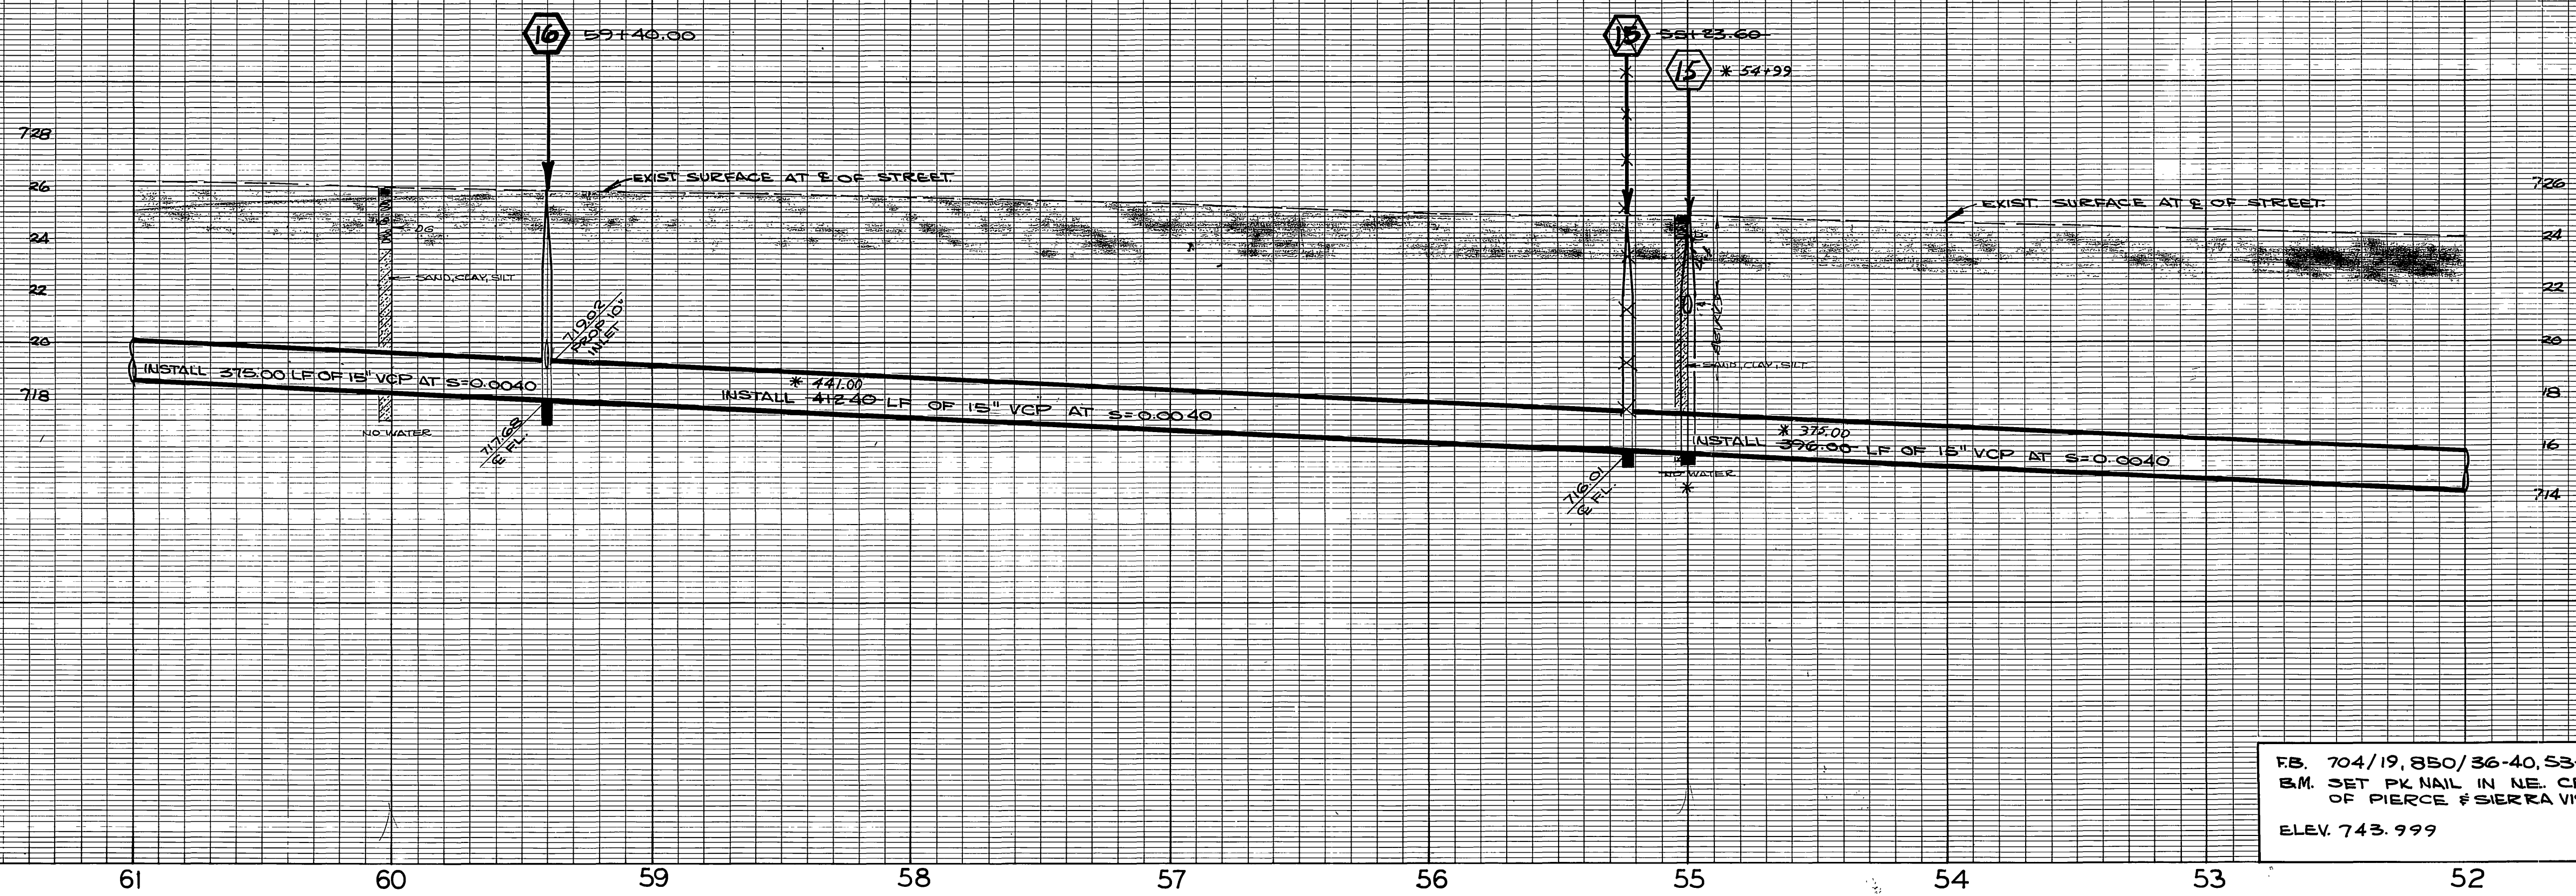 16
59+40.00
15
55+23.60
15
* 54+99
728
26
24
22
20
718
EXIST SURFACE AT ℄ OF STREET.
EXIST. SURFACE AT ℄ OF STREET.
DG
SAND, CLAY, SILT
NO WATER
719.02
PROP 10"
INLET
717.68
℄ FL.
INSTALL 375.00 LF OF 15" VCP AT S=0.0040
* 441.00
INSTALL 412.40 LF OF 15" VCP AT S=0.0040
SAND, CLAY, SILT
NO WATER
*
716.01
℄ FL.
* 375.00
INSTALL 396.00 LF OF 15" VCP AT S=0.0040
726
24
22
20
18
16
714
F.B. 704/19, 850/36-40, 53-
B.M. SET PK NAIL IN NE.
OF PIERCE & SIERRA
ELEV. 743.999
61
60
59
58
57
56
55
54
53
52